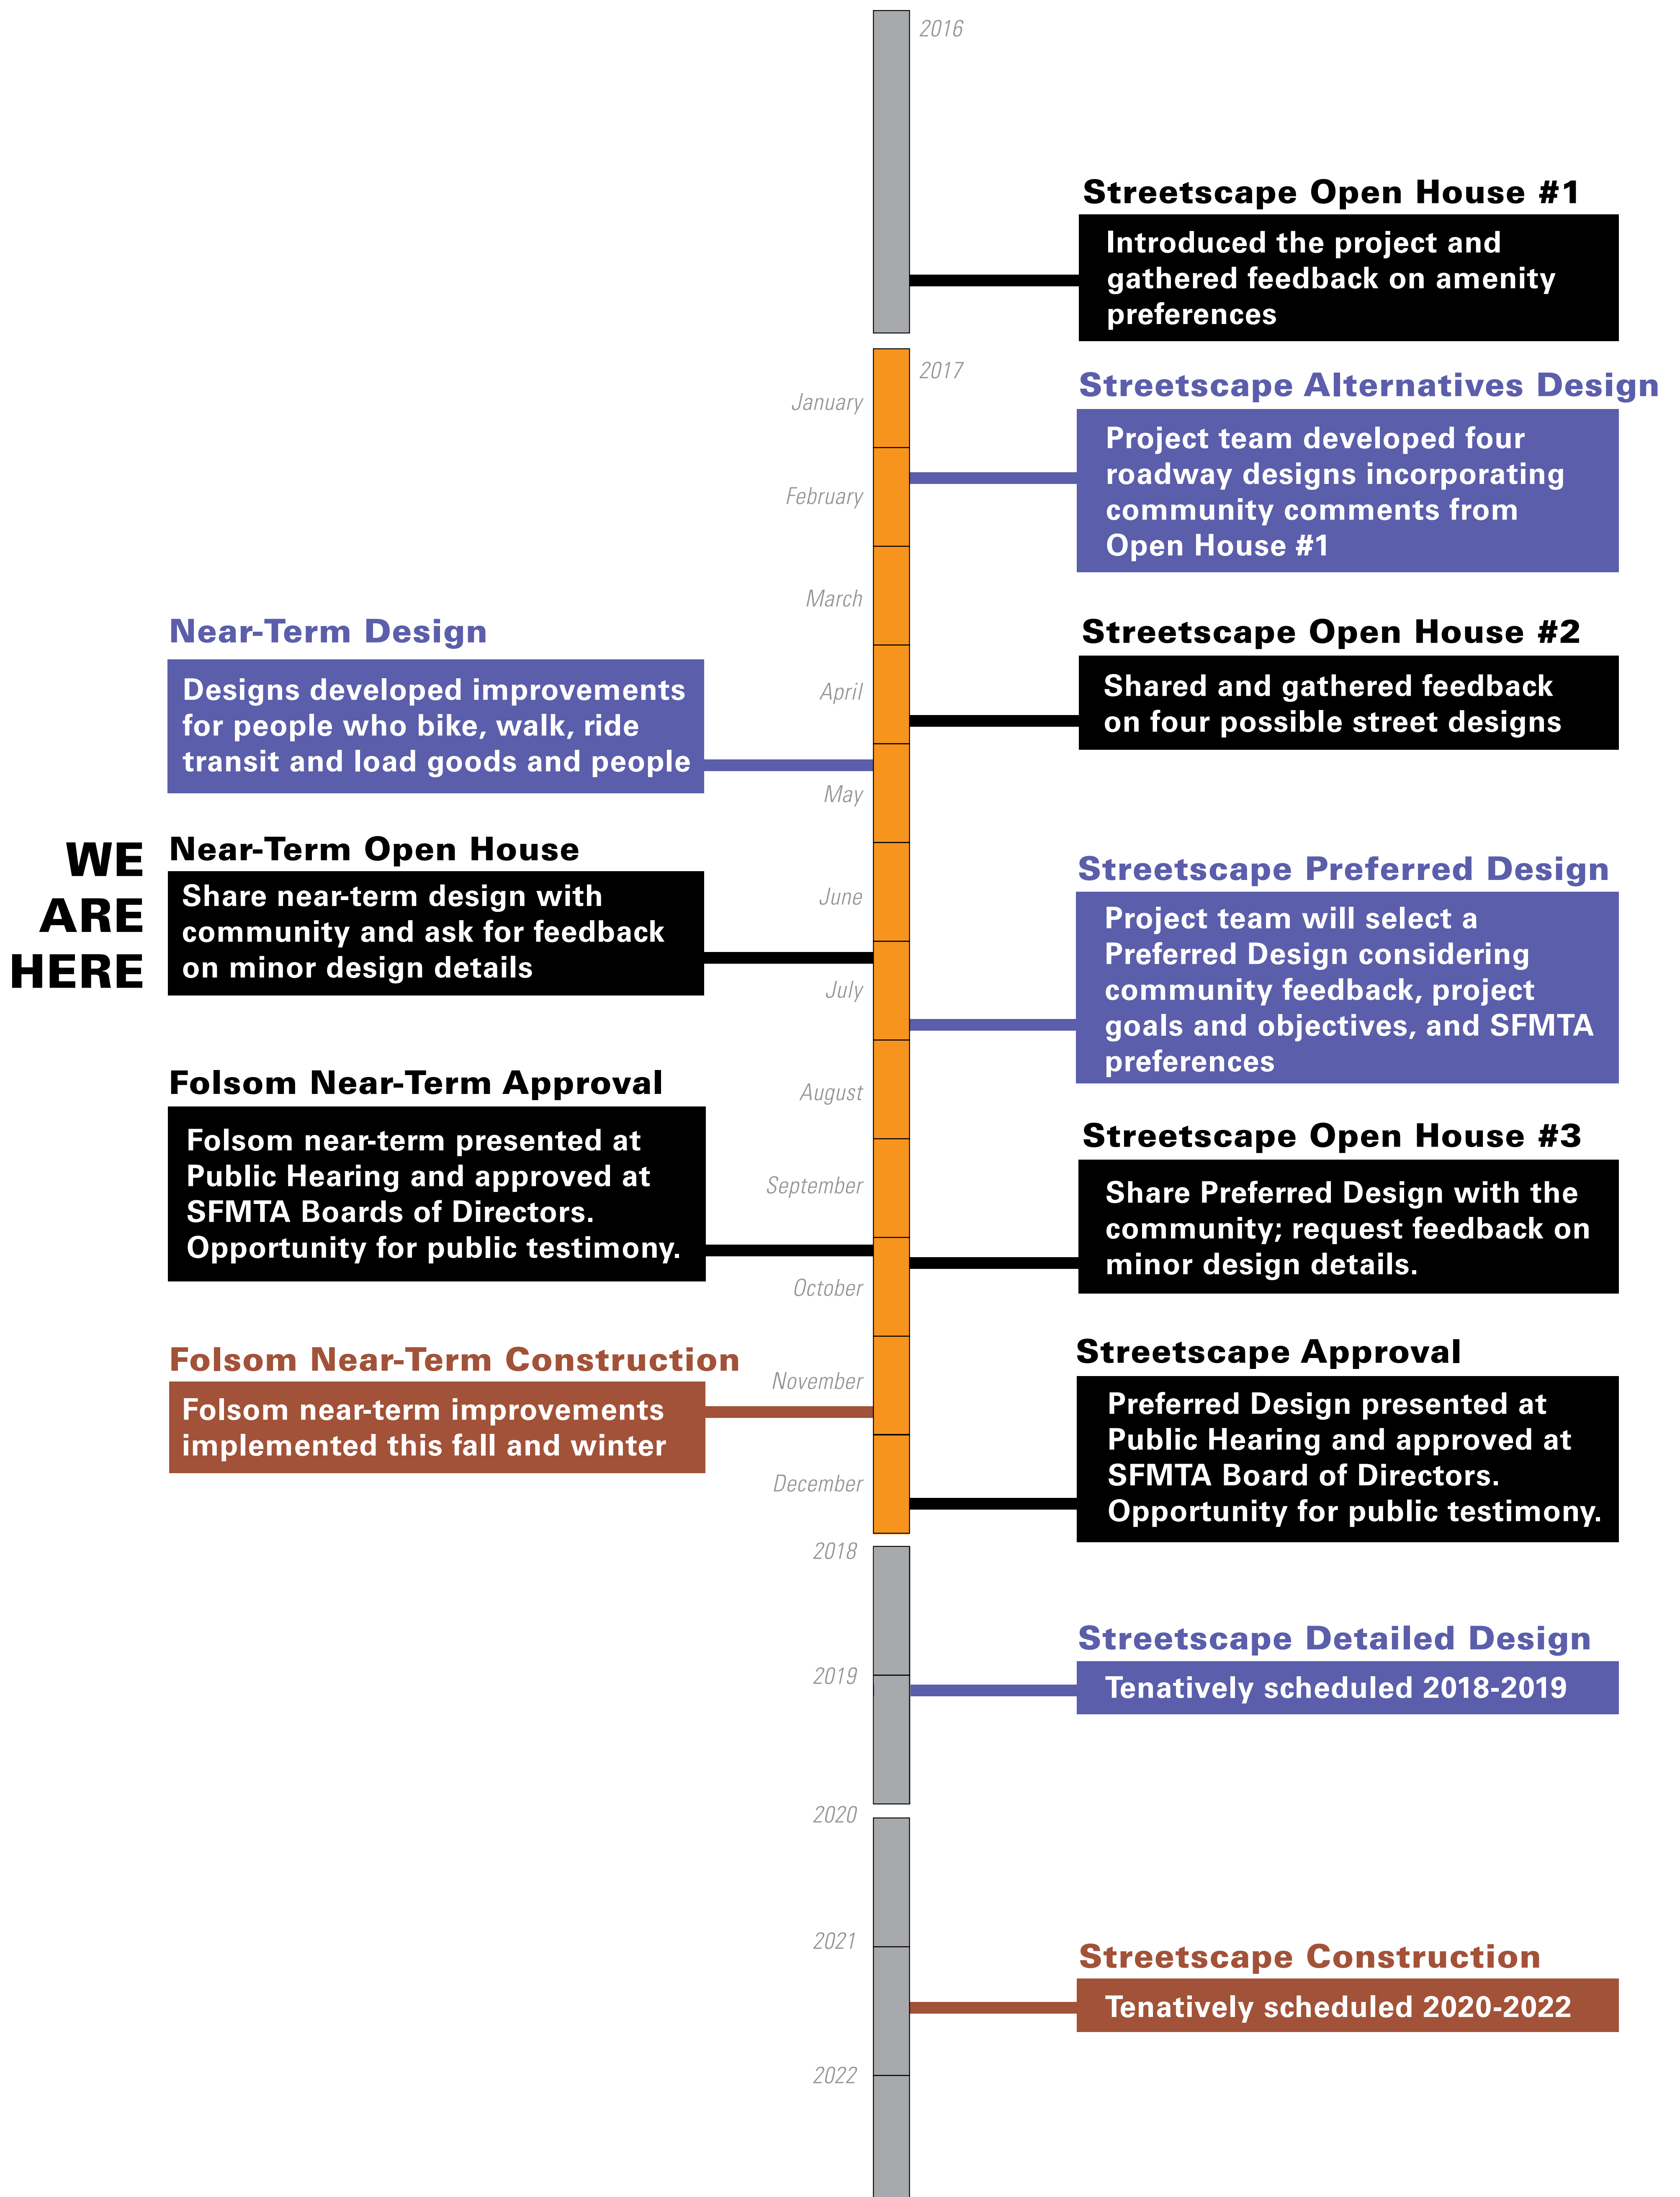 2016
Streetscape Open House #1
Introduced the project and
gathered feedback on amenity
preferences
2017
January
Streetscape Alternatives Design
Project team developed four
roadway designs incorporating
community comments from
Open House #1
February
March
Near-Term Design
Designs developed improvements
for people who bike, walk, ride
transit and load goods and people
Streetscape Open House #2
Shared and gathered feedback
on four possible street designs
April
May
WE
ARE
HERE
Near-Term Open House
Share near-term design with
community and ask for feedback
on minor design details
June
Streetscape Preferred Design
Project team will select a
Preferred Design considering
community feedback, project
goals and objectives, and SFMTA
preferences
July
Folsom Near-Term Approval
Folsom near-term presented at
Public Hearing and approved at
SFMTA Boards of Directors.
Opportunity for public testimony.
August
September
Streetscape Open House #3
Share Preferred Design with the
community; request feedback on
minor design details.
October
Folsom Near-Term Construction
Folsom near-term improvements
implemented this fall and winter
November
Streetscape Approval
Preferred Design presented at
Public Hearing and approved at
SFMTA Board of Directors.
Opportunity for public testimony.
December
2018
Streetscape Detailed Design
Tenatively scheduled 2018-2019
2019
2020
2021
Streetscape Construction
Tenatively scheduled 2020-2022
2022